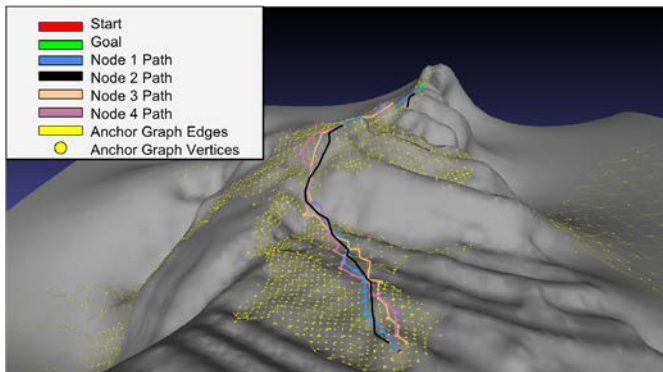 Start
Goal
Node 1 Path
Node 2 Path
Node 3 Path
Node 4 Path
Anchor Graph Edges
Anchor Graph Vertices